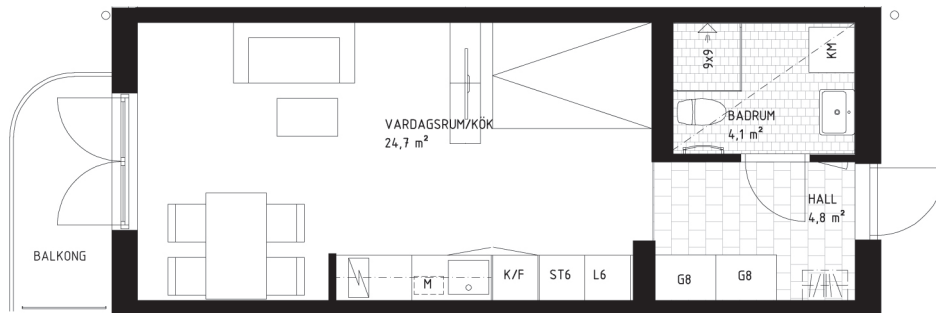 9x9
KM
VARDAGSRUM/KÖK
24,7 m²
BADRUM
4,1 m²
HALL
4,8 m²
BALKONG
M
K/F
ST6
L6
G8
G8